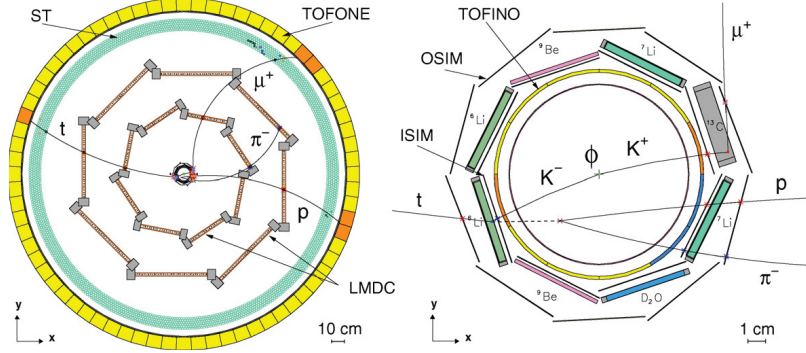 ST
TOFONE
μ⁺
π⁻
t
p
LMDC
y
x
10 cm
TOFINO
OSIM
ISIM
μ⁺
⁹Be
⁷Li
⁶Li
¹³C
K⁻
ϕ
K⁺
t
⁶Li
p
⁷Li
π⁻
⁹Be
D₂O
y
x
1 cm